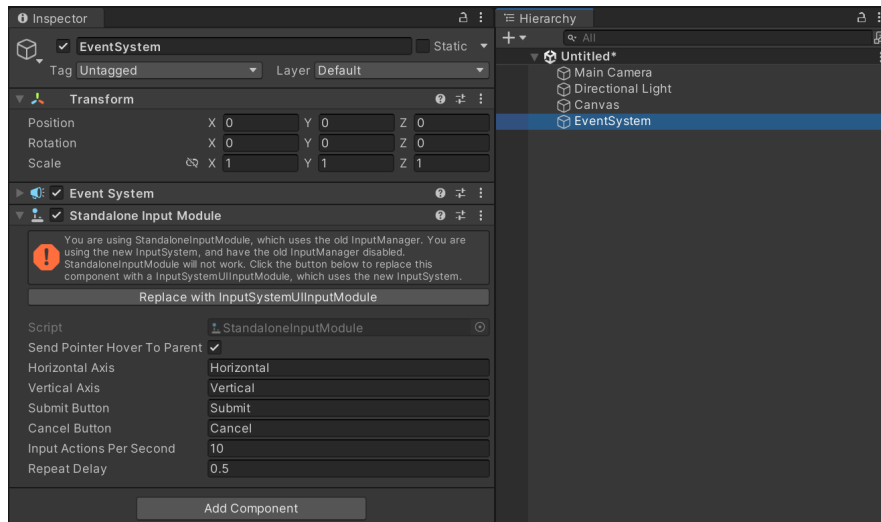 Inspector
EventSystem
Static
Tag Untagged Layer Default
Transform
Position X 0 Y 0 Z 0
Rotation X 0 Y 0 Z 0
Scale X 1 Y 1 Z 1
Event System
Standalone Input Module
You are using StandaloneInputModule, which uses the old InputManager. You are
using the new InputSystem, and have the old InputManager disabled.
StandaloneInputModule will not work. Click the button below to replace this
component with a InputSystemUIInputModule, which uses the new InputSystem.
Replace with InputSystemUIInputModule
Script StandaloneInputModule
Send Pointer Hover To Parent
Horizontal Axis Horizontal
Vertical Axis Vertical
Submit Button Submit
Cancel Button Cancel
Input Actions Per Second 10
Repeat Delay 0.5
Add Component
Hierarchy
All
Untitled*
Main Camera
Directional Light
Canvas
EventSystem